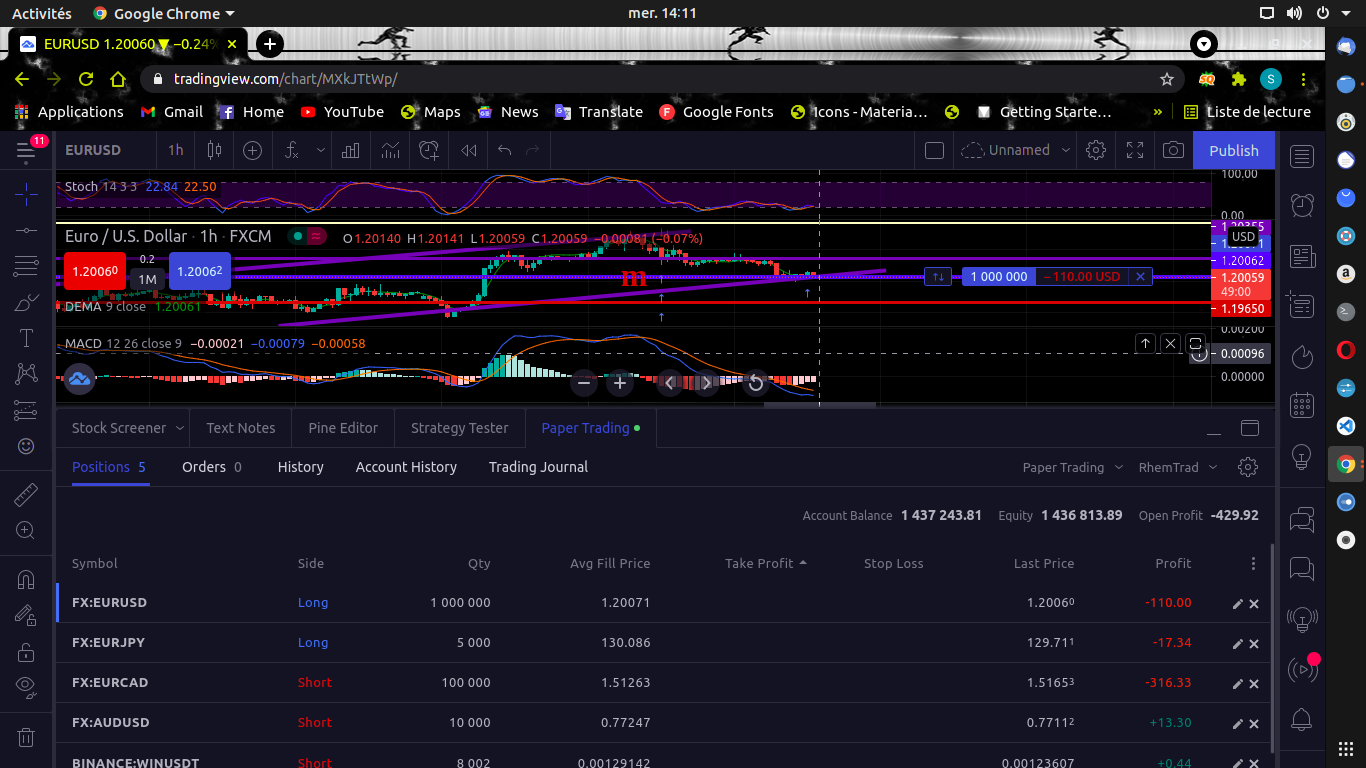 Activités Google Chrome mer. 14:11
EURUSD 1.20060 ▼ −0.24%
tradingview.com/chart/MXkJTtWp/ S
Applications Gmail Home YouTube Maps News Translate Google Fonts Icons - Materia… Getting Starte… » Liste de lecture
11 EURUSD 1h Unnamed Publish
Stoch 14 3 3 22.84 22.50 100.00
0.00
Euro / U.S. Dollar · 1h · FXCM O1.20140 H1.20141 L1.20059 C1.20059 −0.00081 (−0.07%) USD
1.20060 0.2 1M 1.20062 1.20062
m 1 000 000 −110.00 USD 1.20059
49:00
DEMA 9 close 1.20061 1.19650
0.00200
MACD 12 26 close 9 −0.00021 −0.00079 −0.00058 0.00096
0.00000
Stock Screener Text Notes Pine Editor Strategy Tester Paper Trading
Positions 5 Orders 0 History Account History Trading Journal Paper Trading RhemTrad
Account Balance 1 437 243.81 Equity 1 436 813.89 Open Profit -429.92
Symbol Side Qty Avg Fill Price Take Profit Stop Loss Last Price Profit
FX:EURUSD Long 1 000 000 1.20071 1.20060 -110.00
FX:EURJPY Long 5 000 130.086 129.711 -17.34
FX:EURCAD Short 100 000 1.51263 1.51653 -316.33
FX:AUDUSD Short 10 000 0.77247 0.77112 +13.30
BINANCE:WINUSDT Short 8 002 0.00129142 0.00123607 +0.44